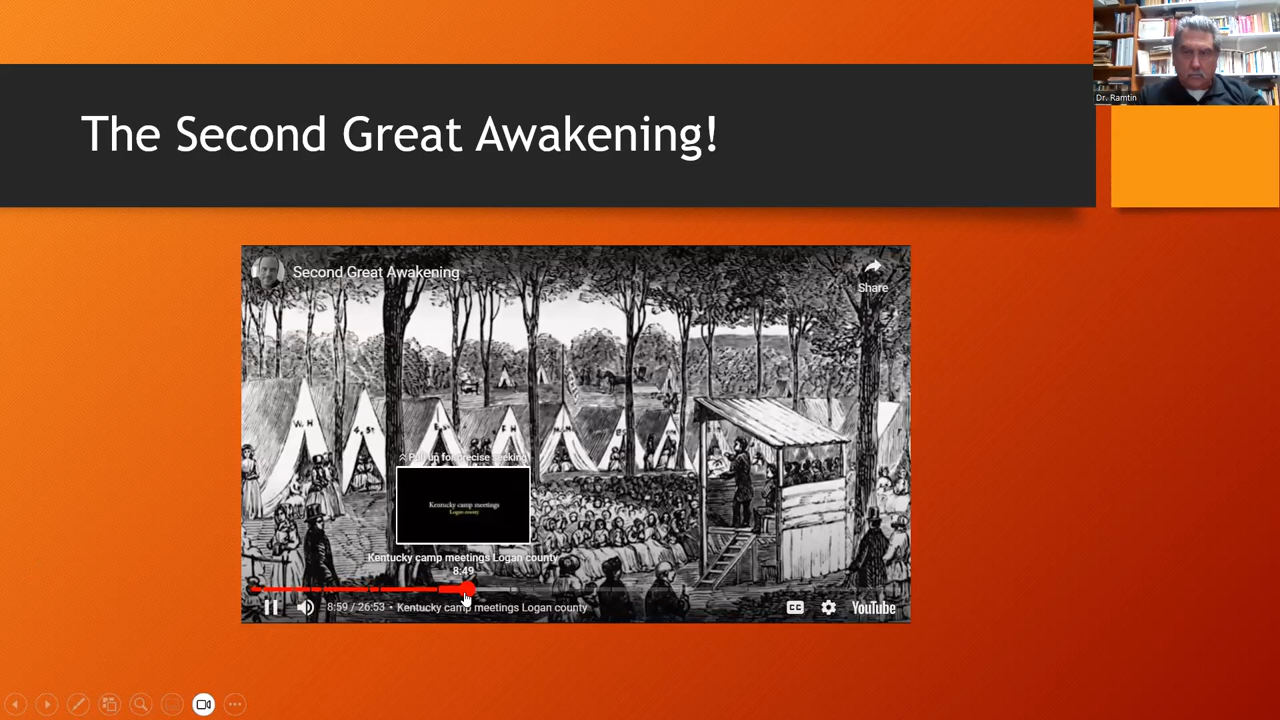 Dr. Ramtin
The Second Great Awakening!
Second Great Awakening
Share
W. H
Pull up for precise seeking
Kentucky camp meetings
Logan county
Kentucky camp meetings Logan county
8:49
8:59 / 26:53 • Kentucky camp meetings Logan county
CC
YouTube